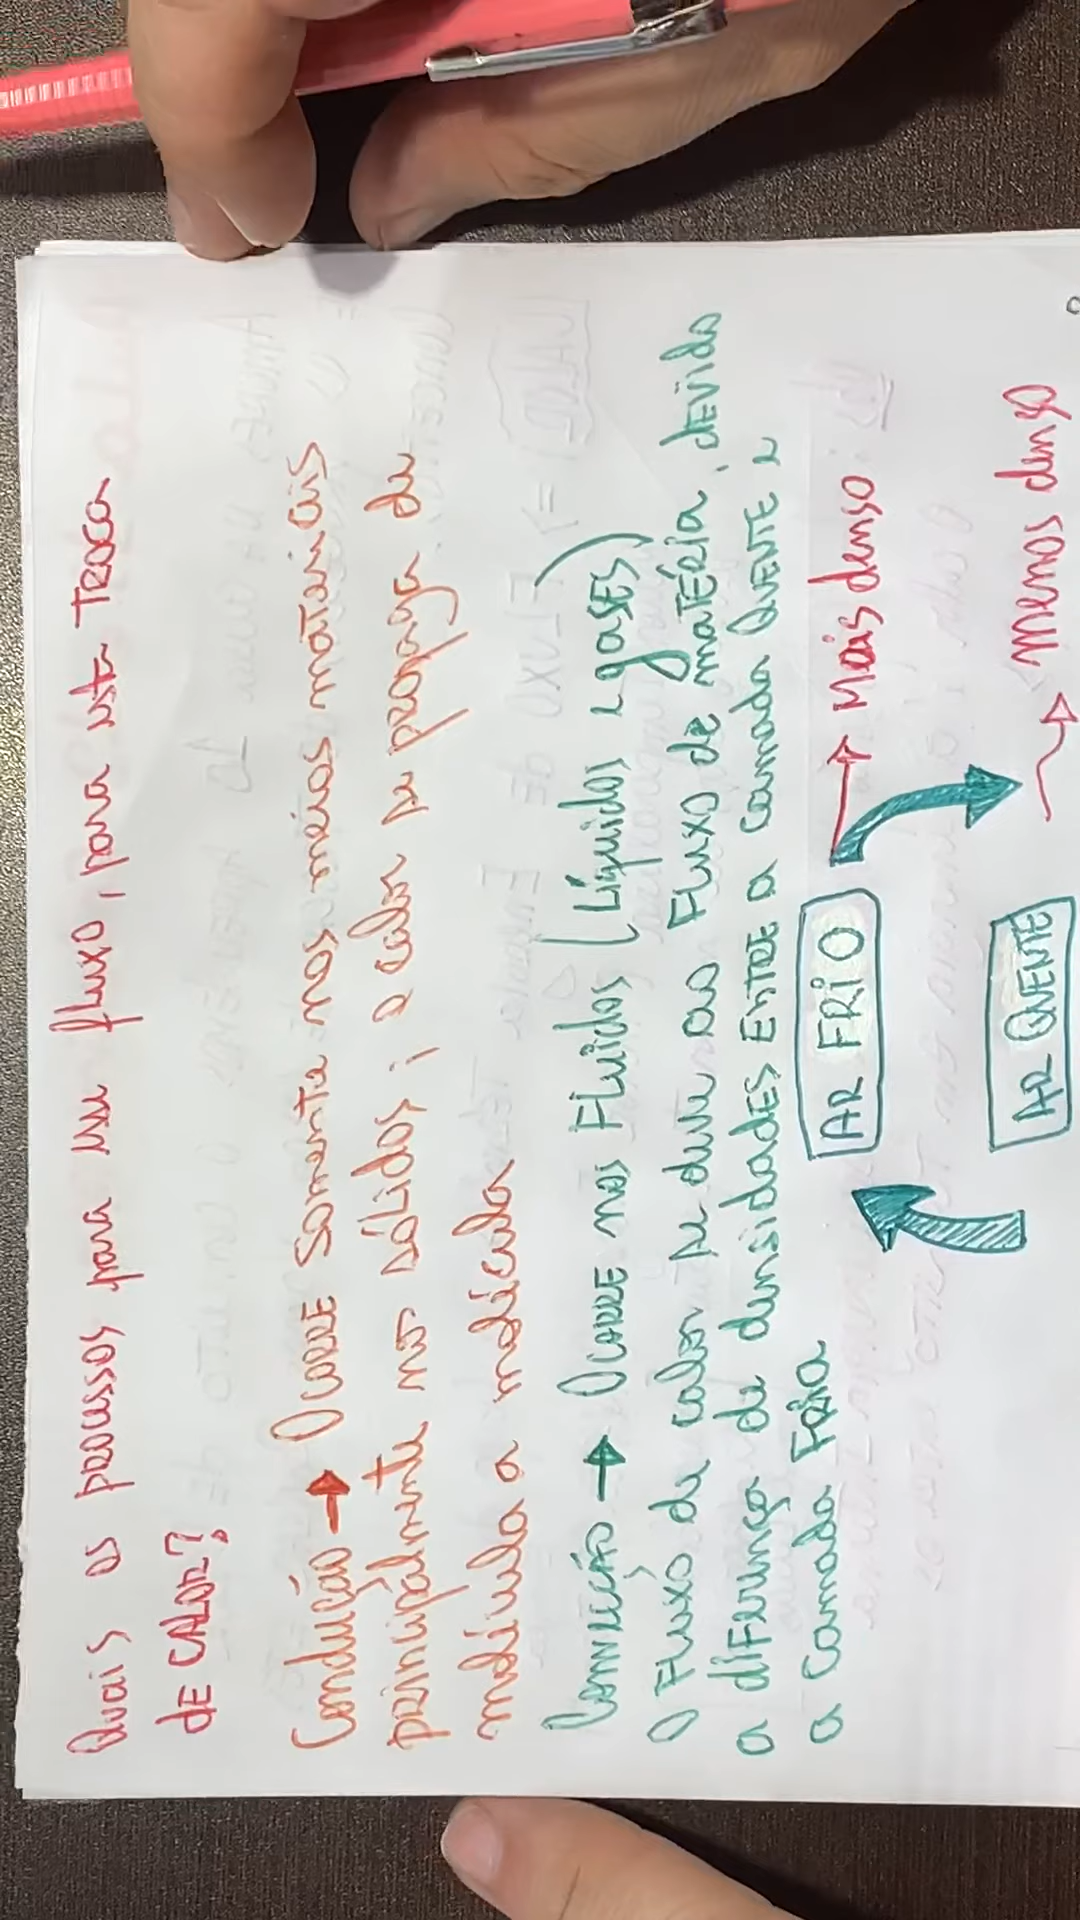 Quais os processos para esse fluxo, para esta TROCA
DE CALOR?
Condução → OCORRE somente nos meios materiais
principalmente nos sólidos; o calor se propaga de
molécula a molécula
Convecção → OCORRE nos Fluidos (Líquidos e gases)
O Fluxo de calor se deve ao Fluxo de matéria, devido
a diferença de densidades ENTRE a camada QUENTE e
a camada FRIA
AR FRIO → Mais denso
AR QUENTE → menos denso